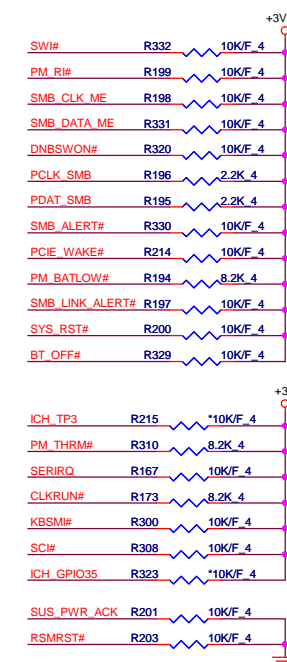 +3V
SWI# R332 10K/F_4
PM_RI# R199 10K/F_4
SMB_CLK_ME R198 10K/F_4
SMB_DATA_ME R331 10K/F_4
DNBSWON# R320 10K/F_4
PCLK_SMB R196 2.2K_4
PDAT_SMB R195 2.2K_4
SMB_ALERT# R330 10K/F_4
PCIE_WAKE# R214 10K/F_4
PM_BATLOW# R194 8.2K_4
SMB_LINK_ALERT# R197 10K/F_4
SYS_RST# R200 10K/F_4
BT_OFF# R329 10K/F_4
+3
ICH_TP3 R215 *10K/F_4
PM_THRM# R310 8.2K_4
SERIRQ R167 10K/F_4
CLKRUN# R173 8.2K_4
KBSMI# R300 10K/F_4
SCI# R308 10K/F_4
ICH_GPIO35 R323 *10K/F_4
SUS_PWR_ACK R201 10K/F_4
RSMRST# R203 10K/F_4